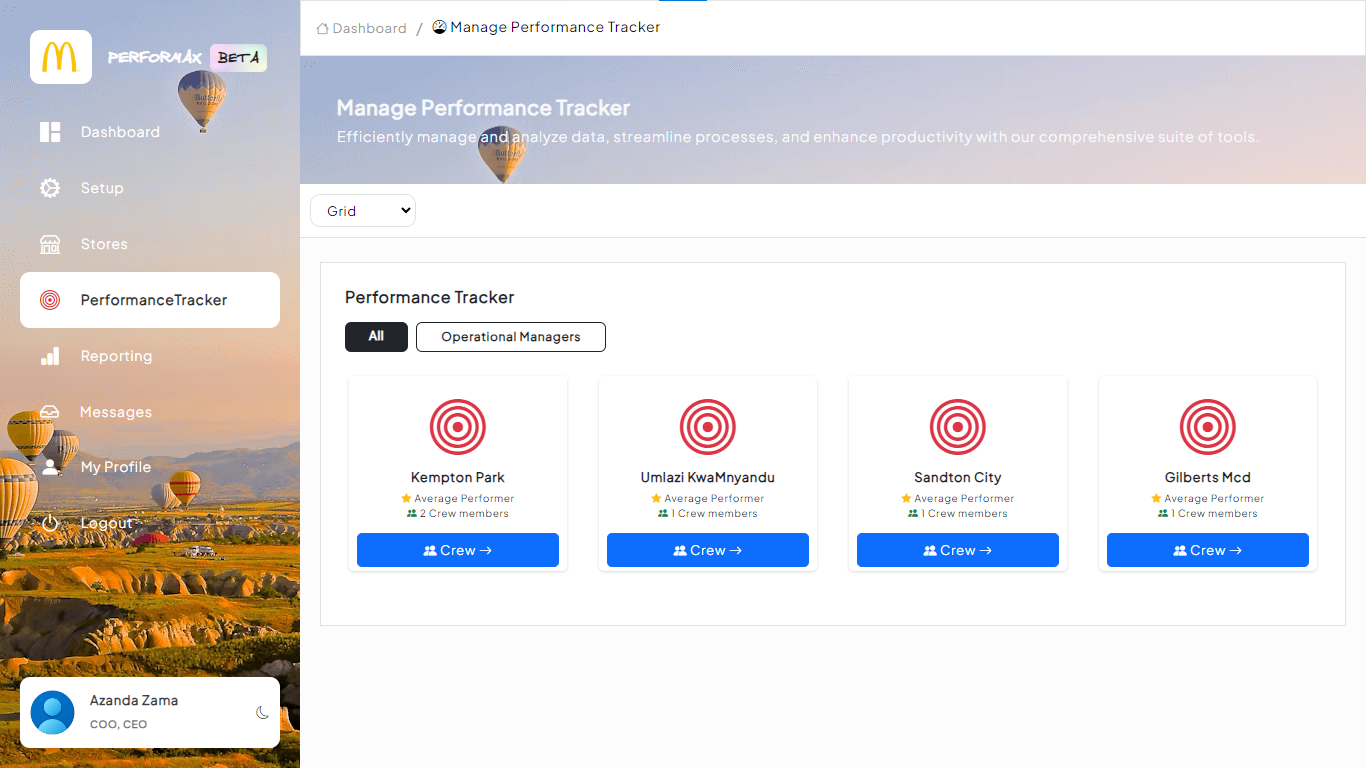 PERFORMAX BETA
Dashboard
Setup
Stores
PerformanceTracker
Reporting
Messages
My Profile
Logout
Azanda Zama
COO, CEO
Dashboard / Manage Performance Tracker
Manage Performance Tracker
Efficiently manage and analyze data, streamline processes, and enhance productivity with our comprehensive suite of tools.
Grid
Performance Tracker
All
Operational Managers
Kempton Park
Average Performer
2 Crew members
Crew →
Umlazi KwaMnyandu
Average Performer
1 Crew members
Crew →
Sandton City
Average Performer
1 Crew members
Crew →
Gilberts Mcd
Average Performer
1 Crew members
Crew →